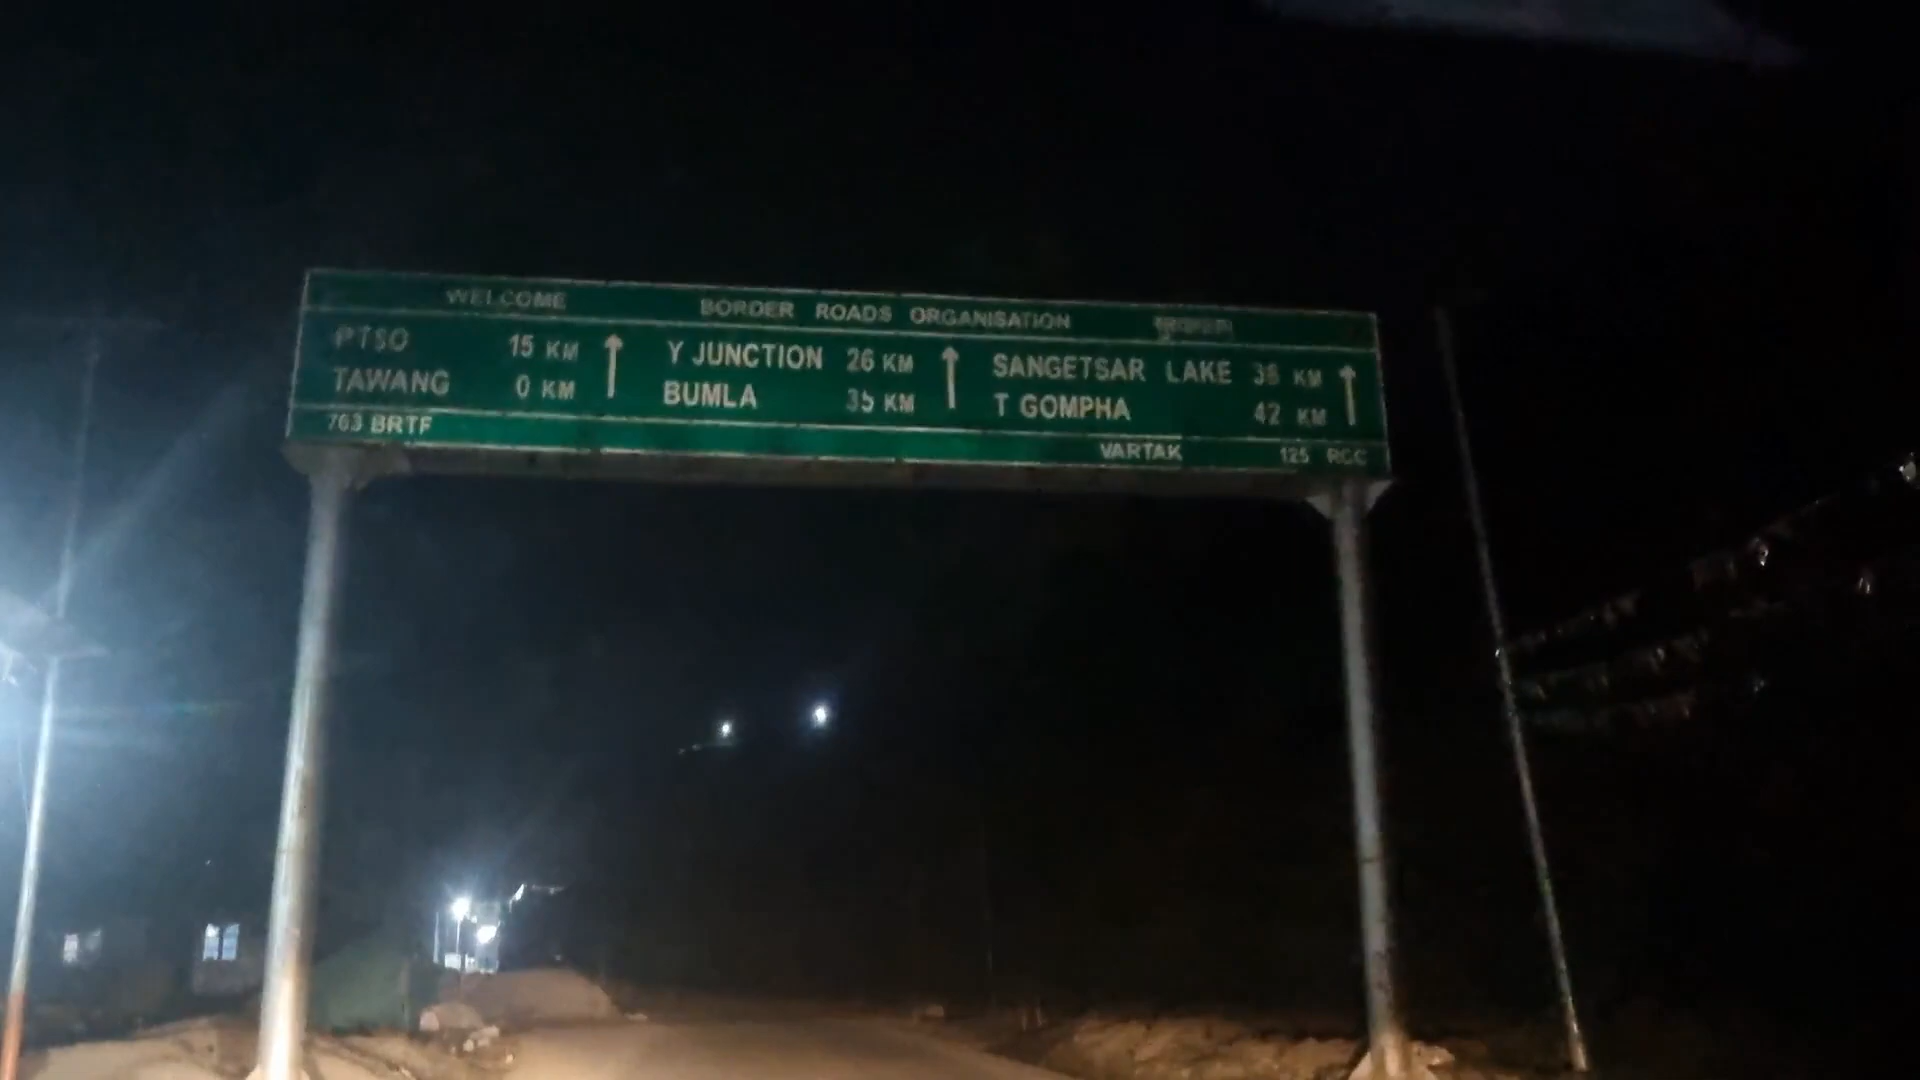 WELCOME BORDER ROADS ORGANISATION
PTSO 15 KM Y JUNCTION 26 KM SANGETSAR LAKE 38 KM
TAWANG 0 KM BUMLA 35 KM T GOMPHA 42 KM
763 BRTF VARTAK 125 RCC